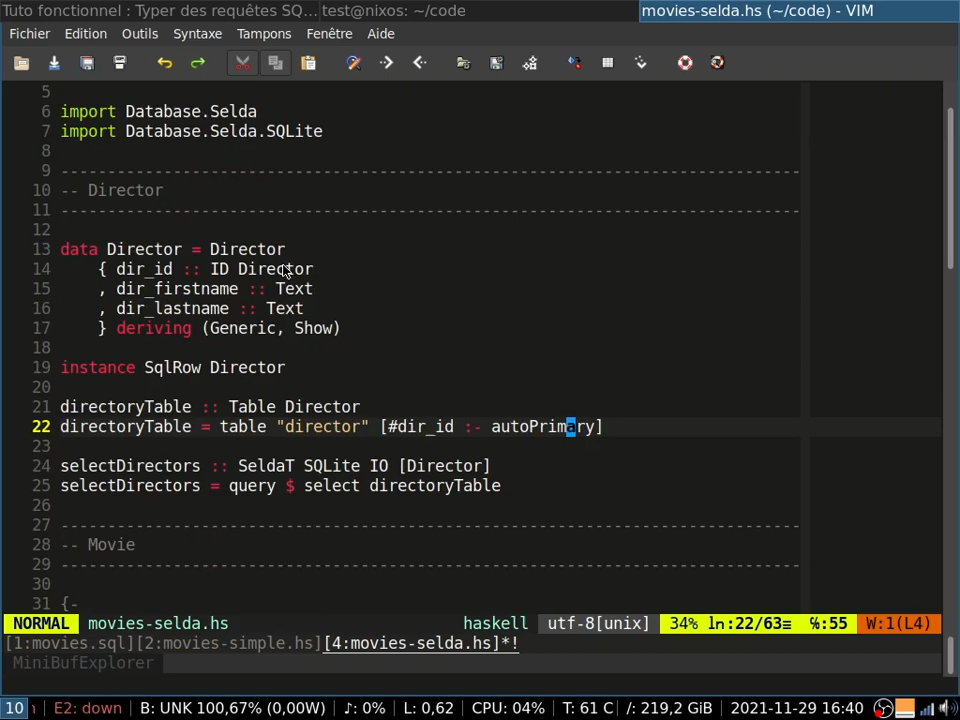 Tuto fonctionnel : Typer des requêtes SQ... test@nixos: ~/code movies-selda.hs (~/code) - VIM
Fichier Edition Outils Syntaxe Tampons Fenêtre Aide
5
6 import Database.Selda
7 import Database.Selda.SQLite
8
9 -------------------------------------------------------------------------------
10 -- Director
11 -------------------------------------------------------------------------------
12
13 data Director = Director
14 { dir_id :: ID Director
15 , dir_firstname :: Text
16 , dir_lastname :: Text
17 } deriving (Generic, Show)
18
19 instance SqlRow Director
20
21 directoryTable :: Table Director
22 directoryTable = table "director" [#dir_id :- autoPrimary]
23
24 selectDirectors :: SeldaT SQLite IO [Director]
25 selectDirectors = query $ select directoryTable
26
27 -------------------------------------------------------------------------------
28 -- Movie
29 -------------------------------------------------------------------------------
30
31 {-
NORMAL movies-selda.hs haskell utf-8[unix] 34% ln:22/63≡ ℅:55 W:1(L4)
[1:movies.sql][2:movies-simple.hs][4:movies-selda.hs]*!
MiniBufExplorer
10 E2: down | B: UNK 100,67% (0,00W) | ♪: 0% | L: 0,62 | CPU: 04% | T: 61 C | /: 219,2 GiB | 2021-11-29 16:40